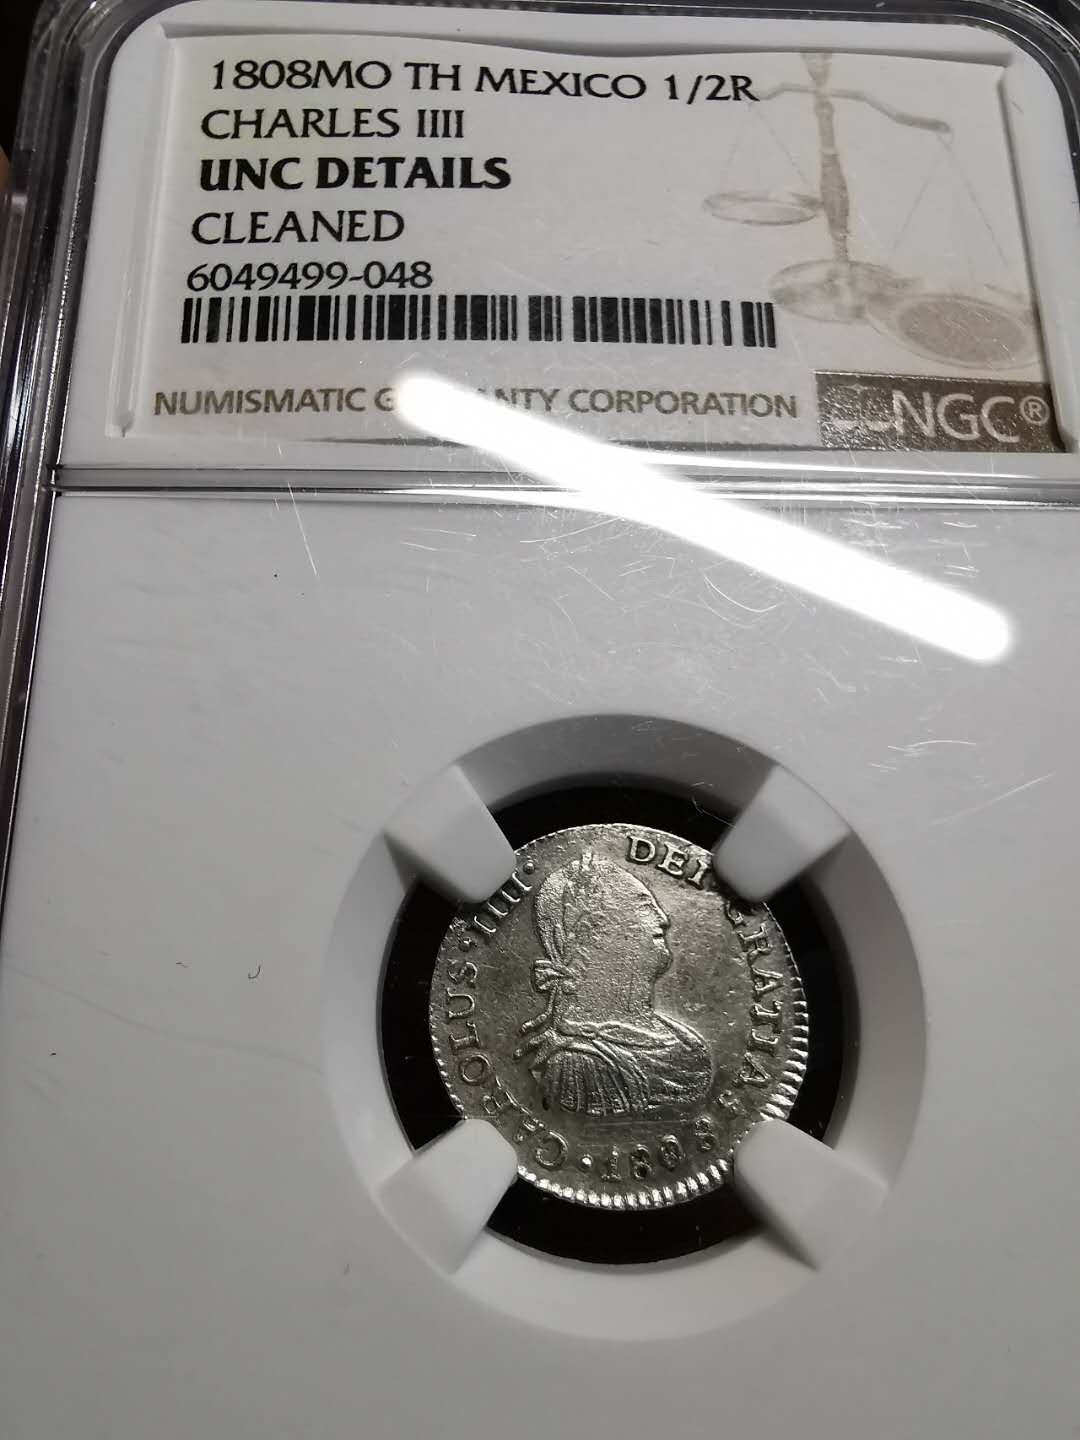 1808MO TH MEXICO 1/2R
CHARLES IIII
UNC DETAILS
CLEANED
6049499-048
NUMISMATIC CORPORATION
NGC®
CAROLUS·IIII· DEI·GRATIA· 1808·